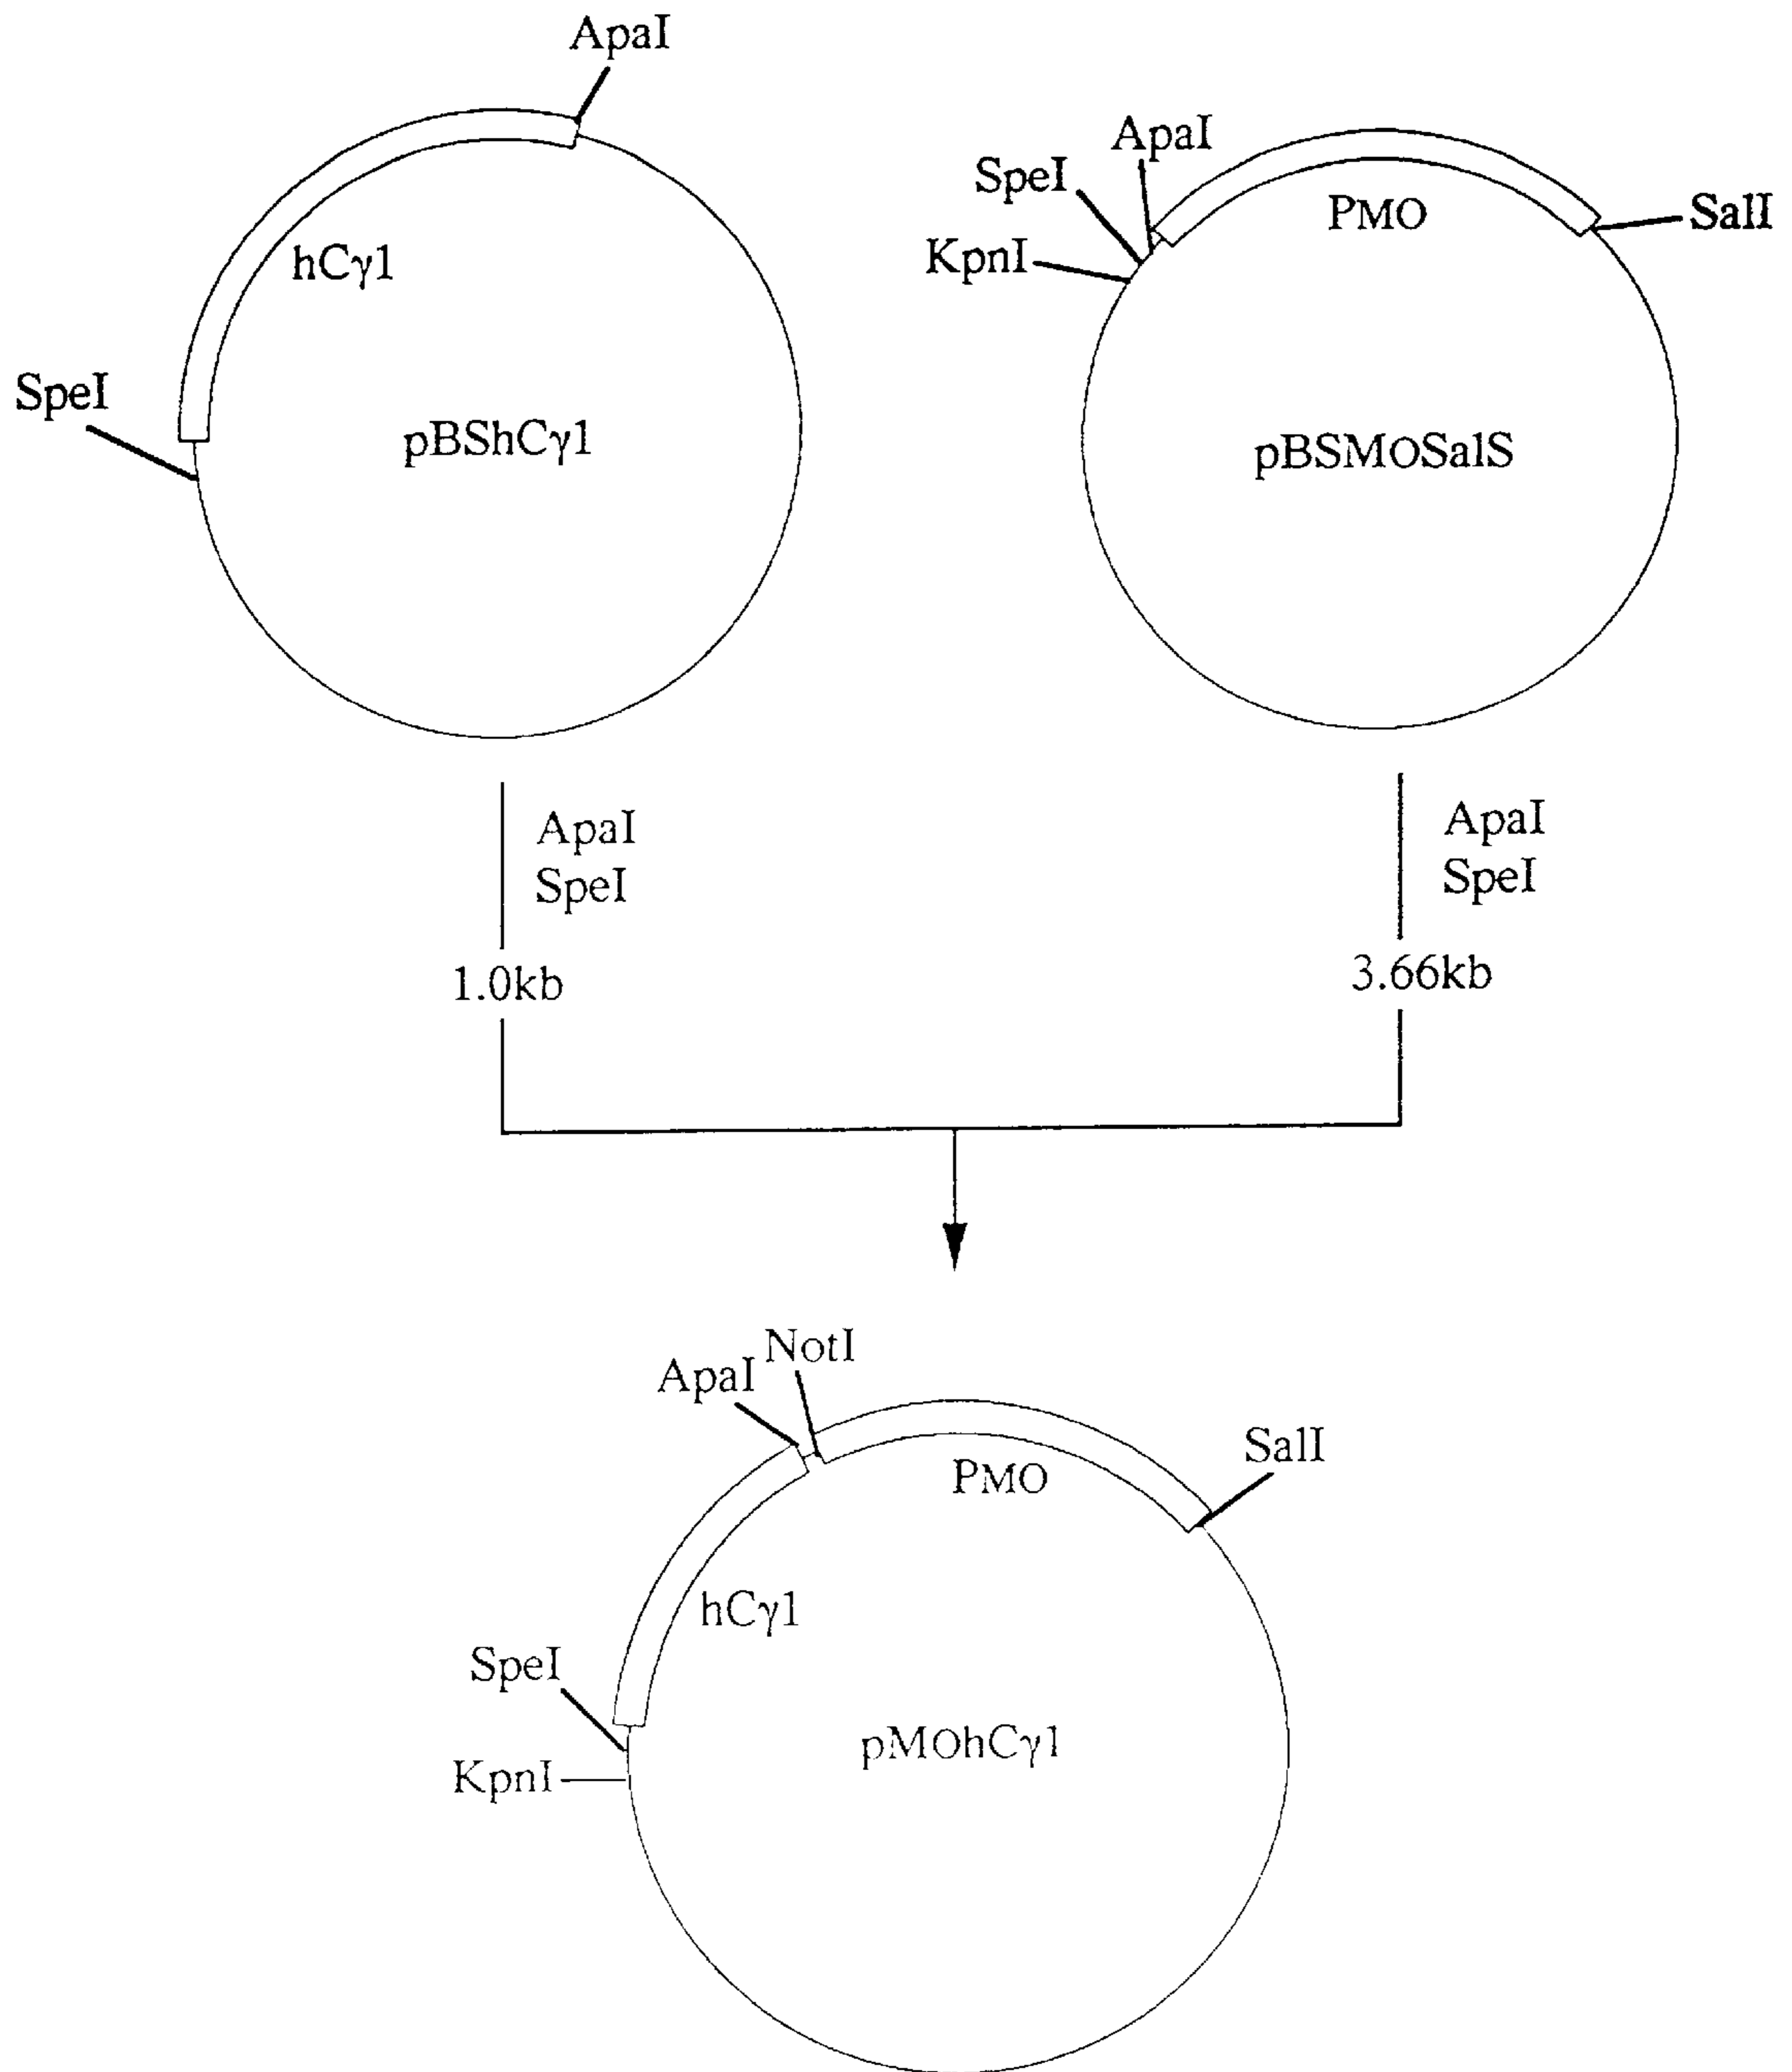 ApaI
hCγ1
SpeI
pBShCγ1
ApaI
SpeI
KpnI
PMO
SalI
pBSMOSalS
ApaI
SpeI
1.0kb
ApaI
SpeI
3.66kb
ApaI
NotI
SalI
PMO
hCγ1
SpeI
KpnI
pMOhCγ1